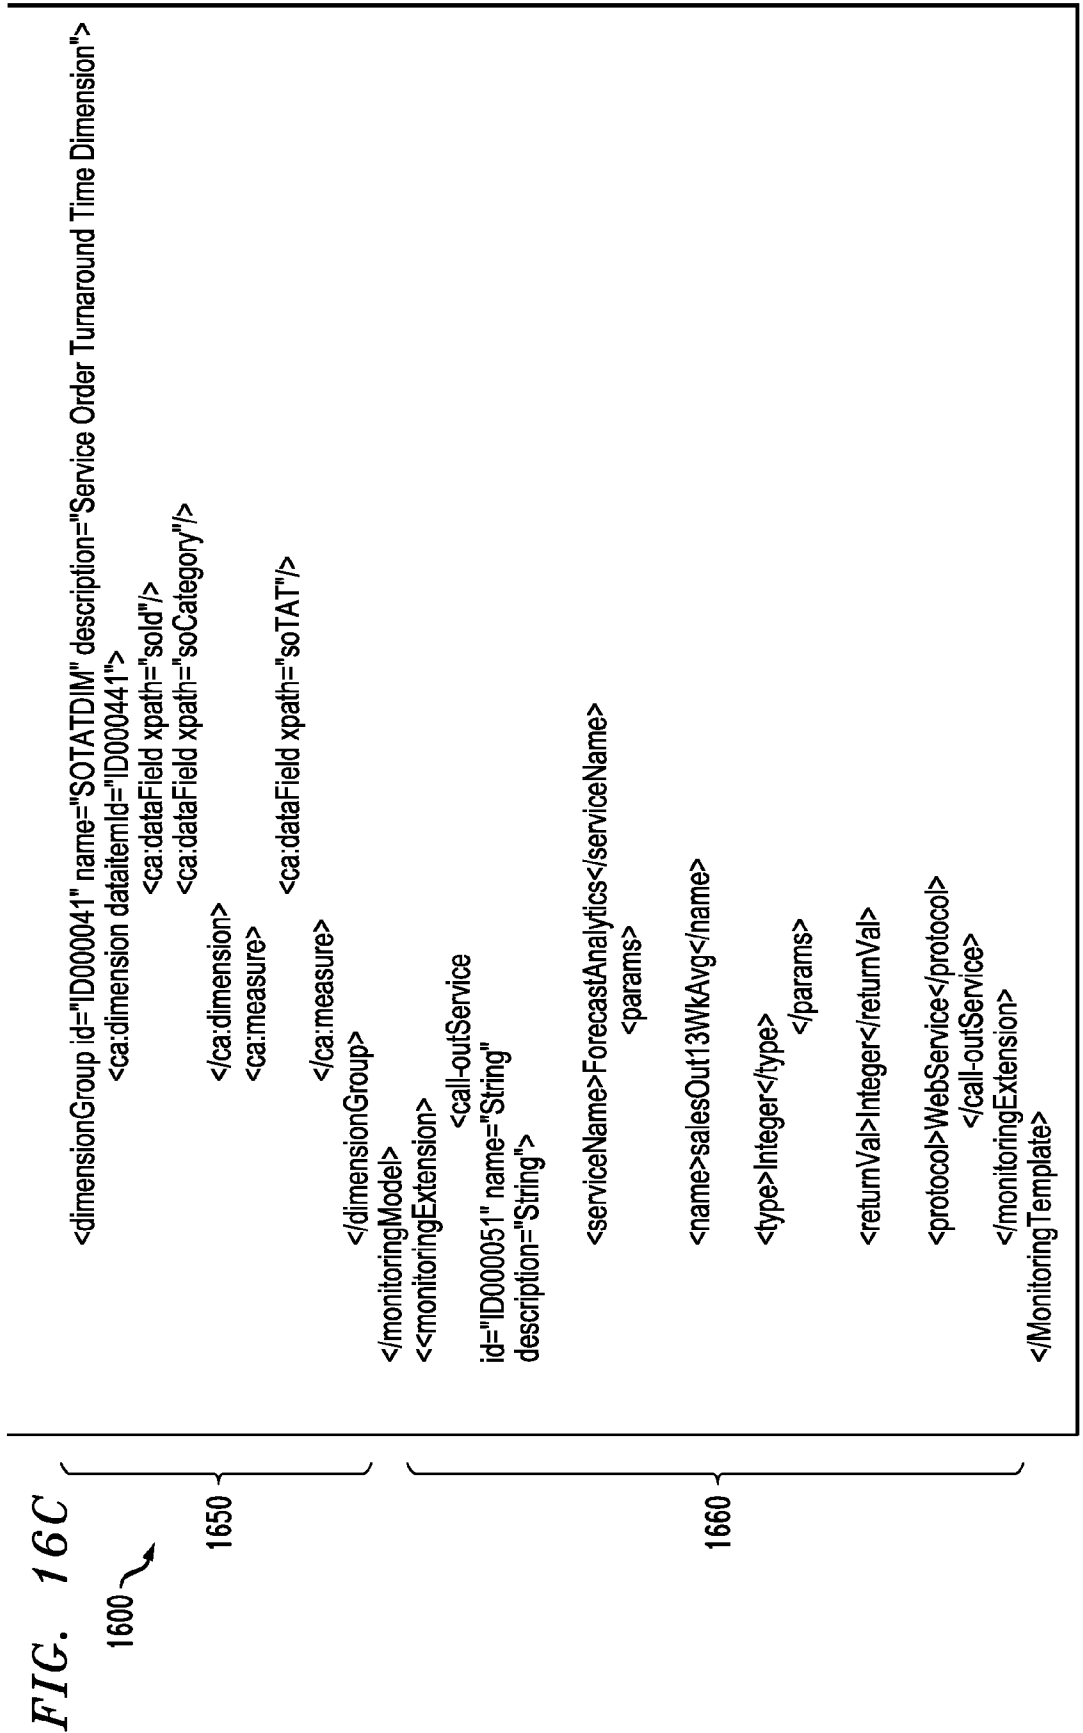 FIG. 16C
1600
1650
1660
<dimensionGroup id="ID000041" name="SOTATDIM" description="Service Order Turnaround Time Dimension">
<ca:dimension dataitemId="ID000441">
<ca:dataField xpath="soId"/>
<ca:dataField xpath="soCategory"/>
</ca:dimension>
<ca:measure>
<ca:dataField xpath="soTAT"/>
</ca:measure>
</dimensionGroup>
</monitoringModel>
<<monitoringExtension>
<call-outService
id="ID000051" name="String"
description="String">
<serviceName>ForecastAnalytics</serviceName>
<params>
<name>salesOut13WkAvg</name>
<type>Integer</type>
</params>
<returnVal>Integer</returnVal>
<protocol>WebService</protocol>
</call-outService>
</monitoringExtension>
</MonitoringTemplate>